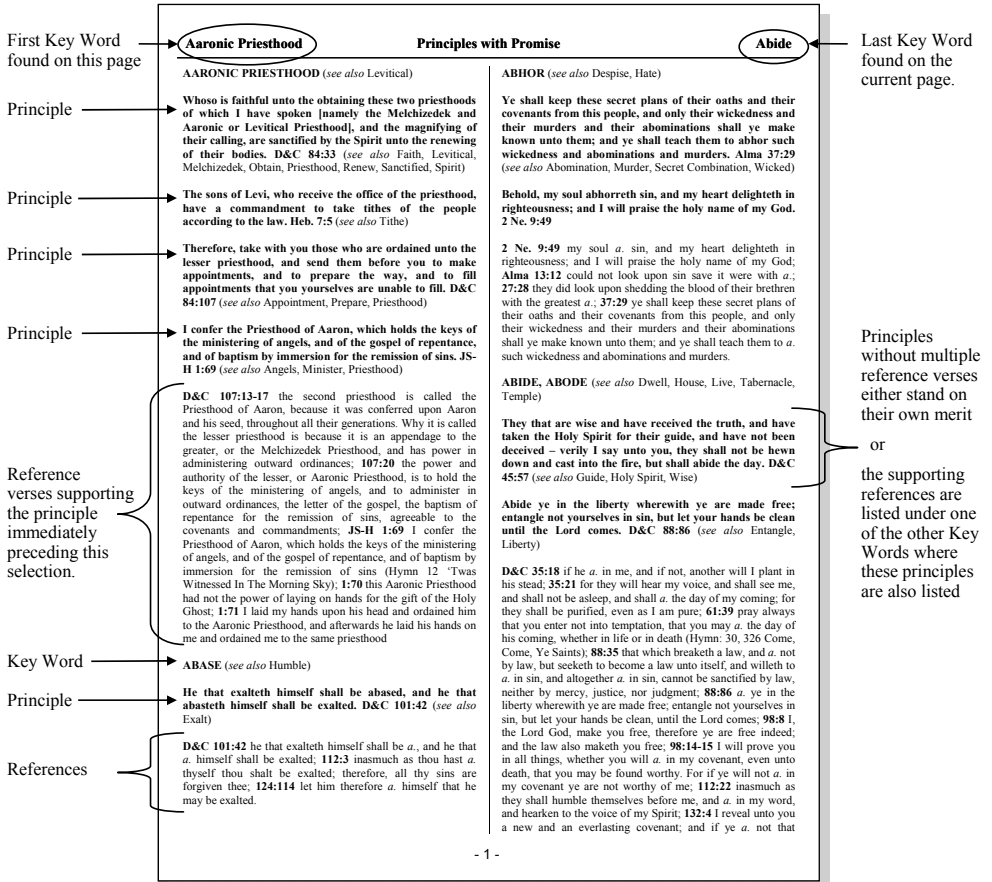 First Key Word
found on this page
Principle
Principle
Principle
Principle
Reference
verses supporting
the principle
immediately
preceding this
selection.
Key Word
Principle
References
Aaronic Priesthood
Principles with Promise
Abide
AARONIC PRIESTHOOD (see also Levitical)
Whoso is faithful unto the obtaining these two priesthoods
of which I have spoken [namely the Melchizedek and
Aaronic or Levitical Priesthood], and the magnifying of
their calling, are sanctified by the Spirit unto the renewing
of their bodies. D&C 84:33 (see also Faith, Levitical,
Melchizedek, Obtain, Priesthood, Renew, Sanctified, Spirit)
The sons of Levi, who receive the office of the priesthood,
have a commandment to take tithes of the people
according to the law. Heb. 7:5 (see also Tithe)
Therefore, take with you those who are ordained unto the
lesser priesthood, and send them before you to make
appointments, and to prepare the way, and to fill
appointments that you yourselves are unable to fill. D&C
84:107 (see also Appointment, Prepare, Priesthood)
I confer the Priesthood of Aaron, which holds the keys of
the ministering of angels, and of the gospel of repentance,
and of baptism by immersion for the remission of sins. JS-
H 1:69 (see also Angels, Minister, Priesthood)
D&C 107:13-17 the second priesthood is called the
Priesthood of Aaron, because it was conferred upon Aaron
and his seed, throughout all their generations. Why it is called
the lesser priesthood is because it is an appendage to the
greater, or the Melchizedek Priesthood, and has power in
administering outward ordinances; 107:20 the power and
authority of the lesser, or Aaronic Priesthood, is to hold the
keys of the ministering of angels, and to administer in
outward ordinances, the letter of the gospel, the baptism of
repentance for the remission of sins, agreeable to the
covenants and commandments; JS-H 1:69 I confer the
Priesthood of Aaron, which holds the keys of the ministering
of angels, and of the gospel of repentance, and of baptism by
immersion for the remission of sins (Hymn 12 ‘Twas
Witnessed In The Morning Sky); 1:70 this Aaronic Priesthood
had not the power of laying on hands for the gift of the Holy
Ghost; 1:71 I laid my hands upon his head and ordained him
to the Aaronic Priesthood, and afterwards he laid his hands on
me and ordained me to the same priesthood
ABASE (see also Humble)
He that exalteth himself shall be abased, and he that
abasteth himself shall be exalted. D&C 101:42 (see also
Exalt)
D&C 101:42 he that exalteth himself shall be a., and he that
a. himself shall be exalted; 112:3 inasmuch as thou hast a.
thyself thou shalt be exalted; therefore, all thy sins are
forgiven thee; 124:114 let him therefore a. himself that he
may be exalted.
ABHOR (see also Despise, Hate)
Ye shall keep these secret plans of their oaths and their
covenants from this people, and only their wickedness and
their murders and their abominations shall ye make
known unto them; and ye shall teach them to abhor such
wickedness and abominations and murders. Alma 37:29
(see also Abomination, Murder, Secret Combination, Wicked)
Behold, my soul abhorreth sin, and my heart delighteth in
righteousness; and I will praise the holy name of my God.
2 Ne. 9:49
2 Ne. 9:49 my soul a. sin, and my heart delighteth in
righteousness; and I will praise the holy name of my God;
Alma 13:12 could not look upon sin save it were with a.;
27:28 they did look upon shedding the blood of their brethren
with the greatest a.; 37:29 ye shall keep these secret plans of
their oaths and their covenants from this people, and only
their wickedness and their murders and their abominations
shall ye make known unto them; and ye shall teach them to a.
such wickedness and abominations and murders.
ABIDE, ABODE (see also Dwell, House, Live, Tabernacle,
Temple)
They that are wise and have received the truth, and have
taken the Holy Spirit for their guide, and have not been
deceived – verily I say unto you, they shall not be hewn
down and cast into the fire, but shall abide the day. D&C
45:57 (see also Guide, Holy Spirit, Wise)
Abide ye in the liberty wherewith ye are made free;
entangle not yourselves in sin, but let your hands be clean
until the Lord comes. D&C 88:86 (see also Entangle,
Liberty)
D&C 35:18 if he a. in me, and if not, another will I plant in
his stead; 35:21 for they will hear my voice, and shall see me,
and shall not be asleep, and shall a. the day of my coming; for
they shall be purified, even as I am pure; 61:39 pray always
that you enter not into temptation, that you may a. the day of
his coming, whether in life or in death (Hymn: 30, 326 Come,
Come, Ye Saints); 88:35 that which breaketh a law, and a. not
by law, but seeketh to become a law unto itself, and willeth to
a. in sin, and altogether a. in sin, cannot be sanctified by law,
neither by mercy, justice, nor judgment; 88:86 a. ye in the
liberty wherewith ye are made free; entangle not yourselves in
sin, but let your hands be clean, until the Lord comes; 98:8 I,
the Lord God, make you free, therefore ye are free indeed;
and the law also maketh you free; 98:14-15 I will prove you
in all things, whether you will a. in my covenant, even unto
death, that you may be found worthy. For if ye will not a. in
my covenant ye are not worthy of me; 112:22 inasmuch as
they shall humble themselves before me, and a. in my word,
and hearken to the voice of my Spirit; 132:4 I reveal unto you
a new and an everlasting covenant; and if ye a. not that
- 1 -
Last Key Word
found on the
current page.
Principles
without multiple
reference verses
either stand on
their own merit
or
the supporting
references are
listed under one
of the other Key
Words where
these principles
are also listed